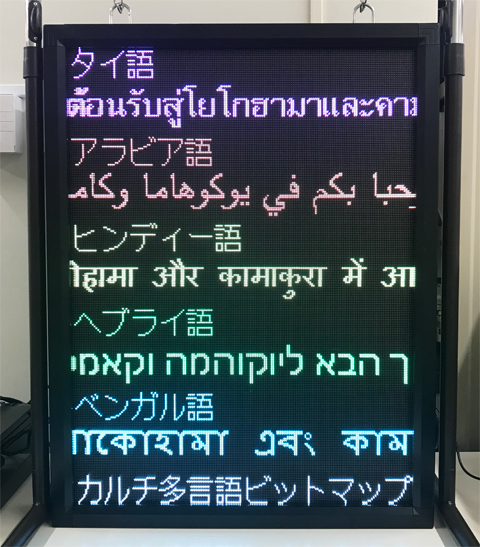 タイ語
ต้อนรับสู่โยโกฮามาและคาม
アラビア語
حبا بكم في يوكوهاما وكام
ヒンディー語
ोहामा और कामाकुरा में आ
ヘブライ語
ך הבא ליוקוהמה וקאמי
ベンガル語
াকোহামা এবং কাম
カルチ多言語ビットマップ